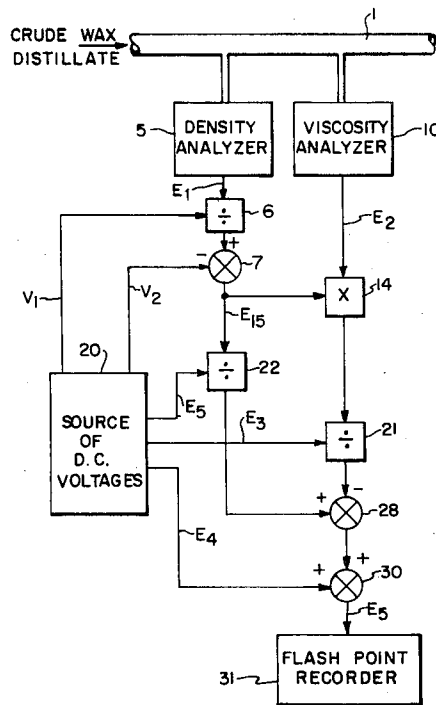 CRUDE WAX
DISTILLATE
1
5
DENSITY
ANALYZER
VISCOSITY
ANALYZER
10
E1
÷
6
E2
+
-
7
V1
V2
X
14
E15
20
÷
22
E5
SOURCE
OF
D.C.
VOLTAGES
E3
÷
21
-
+
28
E4
+
+
30
E5
31
FLASH POINT
RECORDER